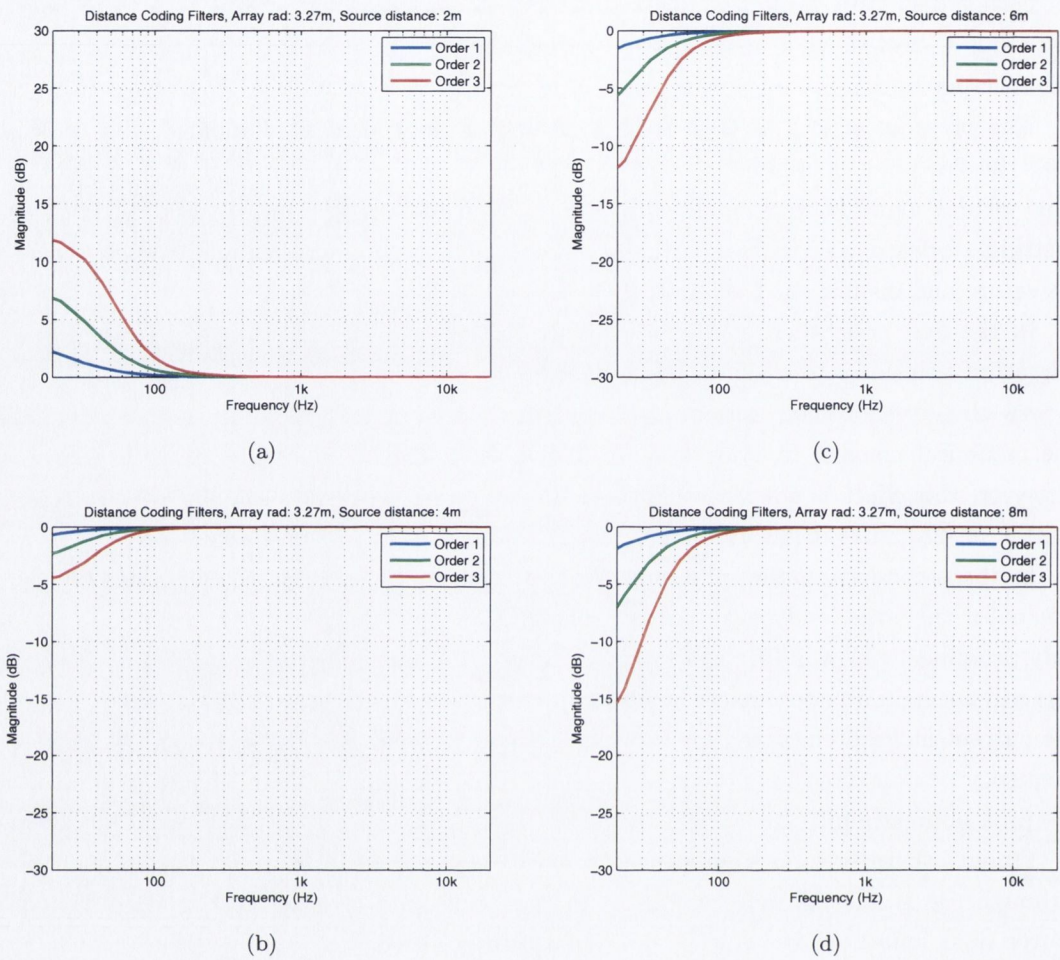 Distance Coding Filters, Array rad: 3.27m, Source distance: 2m
30
25
20
15
10
5
0
Magnitude (dB)
Order 1
Order 2
Order 3
100
1k
10k
Frequency (Hz)
(a)
Distance Coding Filters, Array rad: 3.27m, Source distance: 6m
0
−5
−10
−15
−20
−25
−30
Magnitude (dB)
Order 1
Order 2
Order 3
100
1k
10k
Frequency (Hz)
(c)
Distance Coding Filters, Array rad: 3.27m, Source distance: 4m
0
−5
−10
−15
−20
−25
−30
Magnitude (dB)
Order 1
Order 2
Order 3
100
1k
10k
Frequency (Hz)
(b)
Distance Coding Filters, Array rad: 3.27m, Source distance: 8m
0
−5
−10
−15
−20
−25
−30
Magnitude (dB)
Order 1
Order 2
Order 3
100
1k
10k
Frequency (Hz)
(d)